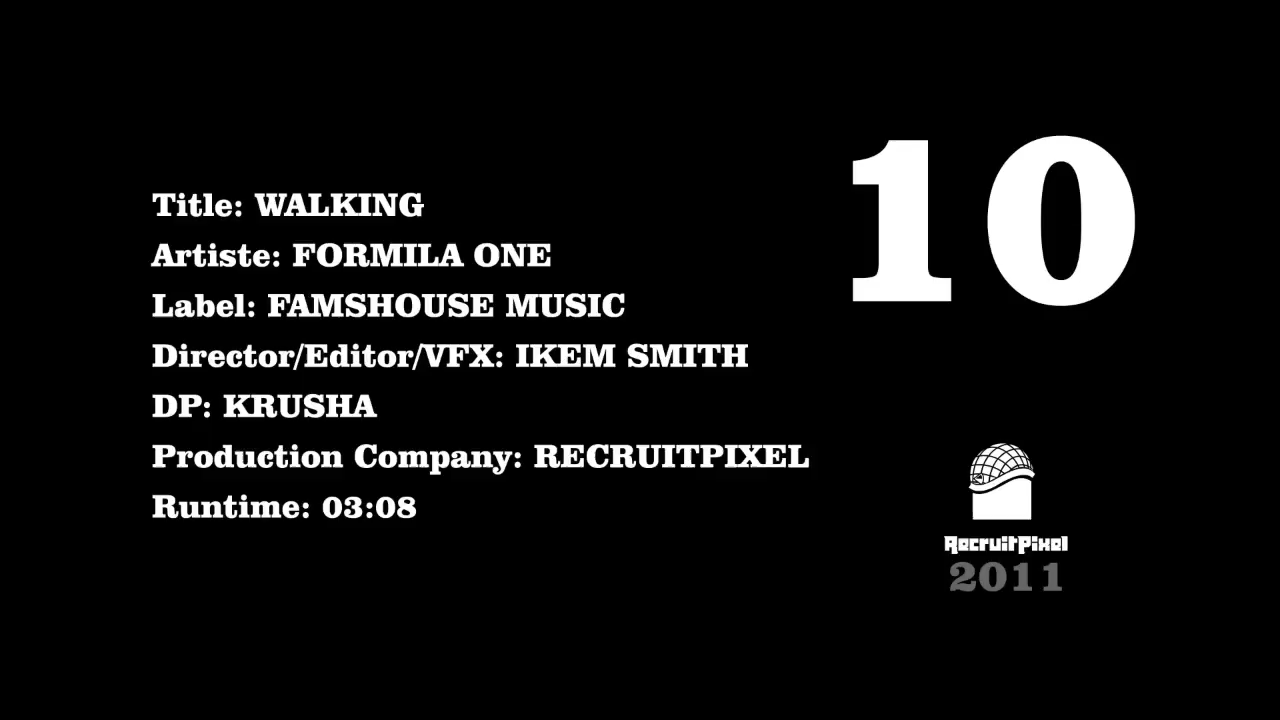 10
Title: WALKING
Artiste: FORMILA ONE
Label: FAMSHOUSE MUSIC
Director/Editor/VFX: IKEM SMITH
DP: KRUSHA
Production Company: RECRUITPIXEL
Runtime: 03:08
RecruitPixel
2011